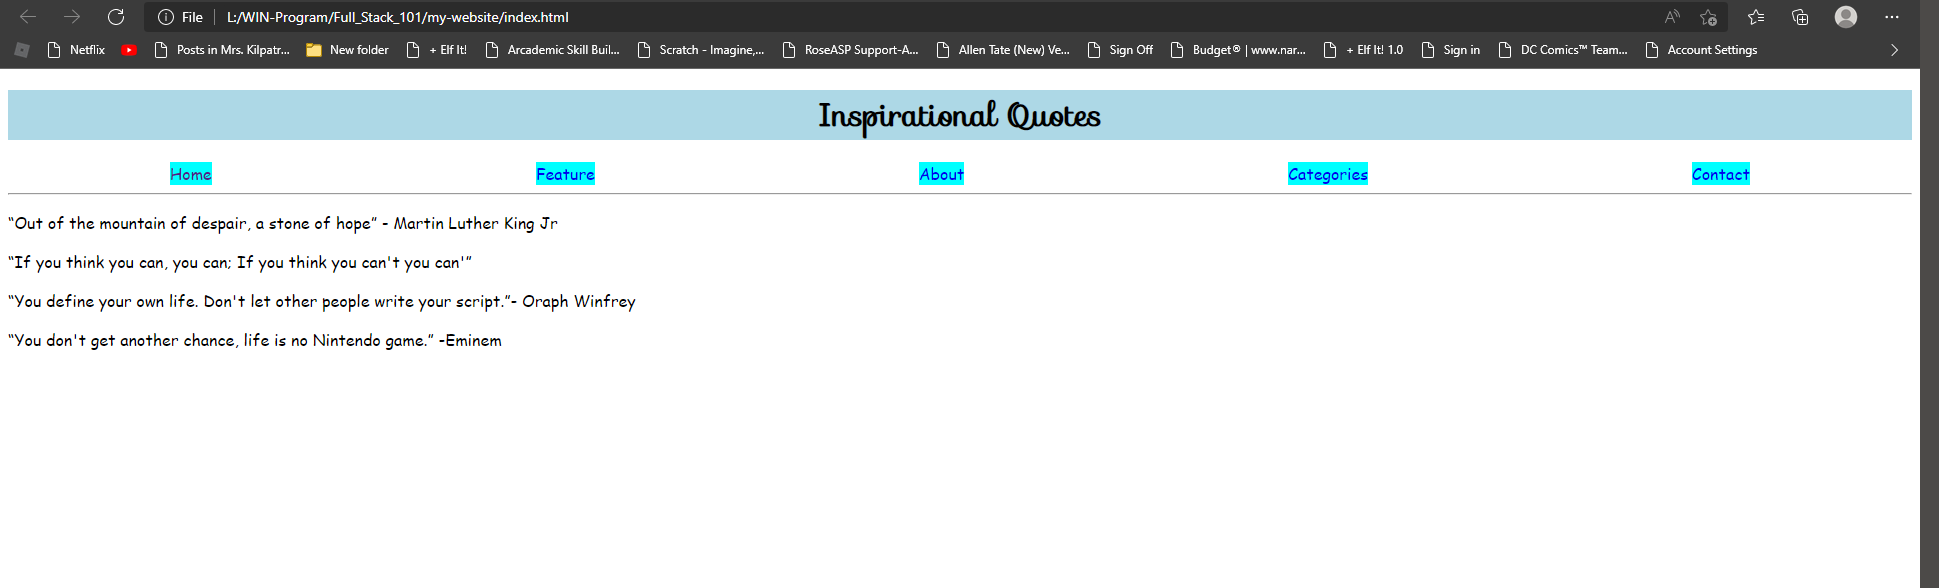 File L:/WIN-Program/Full_Stack_101/my-website/index.html
Netflix Posts in Mrs. Kilpatr... New folder + Elf It! Arcademic Skill Buil... Scratch - Imagine,... RoseASP Support-A... Allen Tate (New) Ve... Sign Off Budget® | www.nar... + Elf It! 1.0 Sign in DC Comics™ Team... Account Settings
Inspirational Quotes
Home Feature About Categories Contact
“Out of the mountain of despair, a stone of hope” - Martin Luther King Jr
“If you think you can, you can; If you think you can't you can'”
“You define your own life. Don't let other people write your script.”- Oraph Winfrey
“You don't get another chance, life is no Nintendo game.” -Eminem